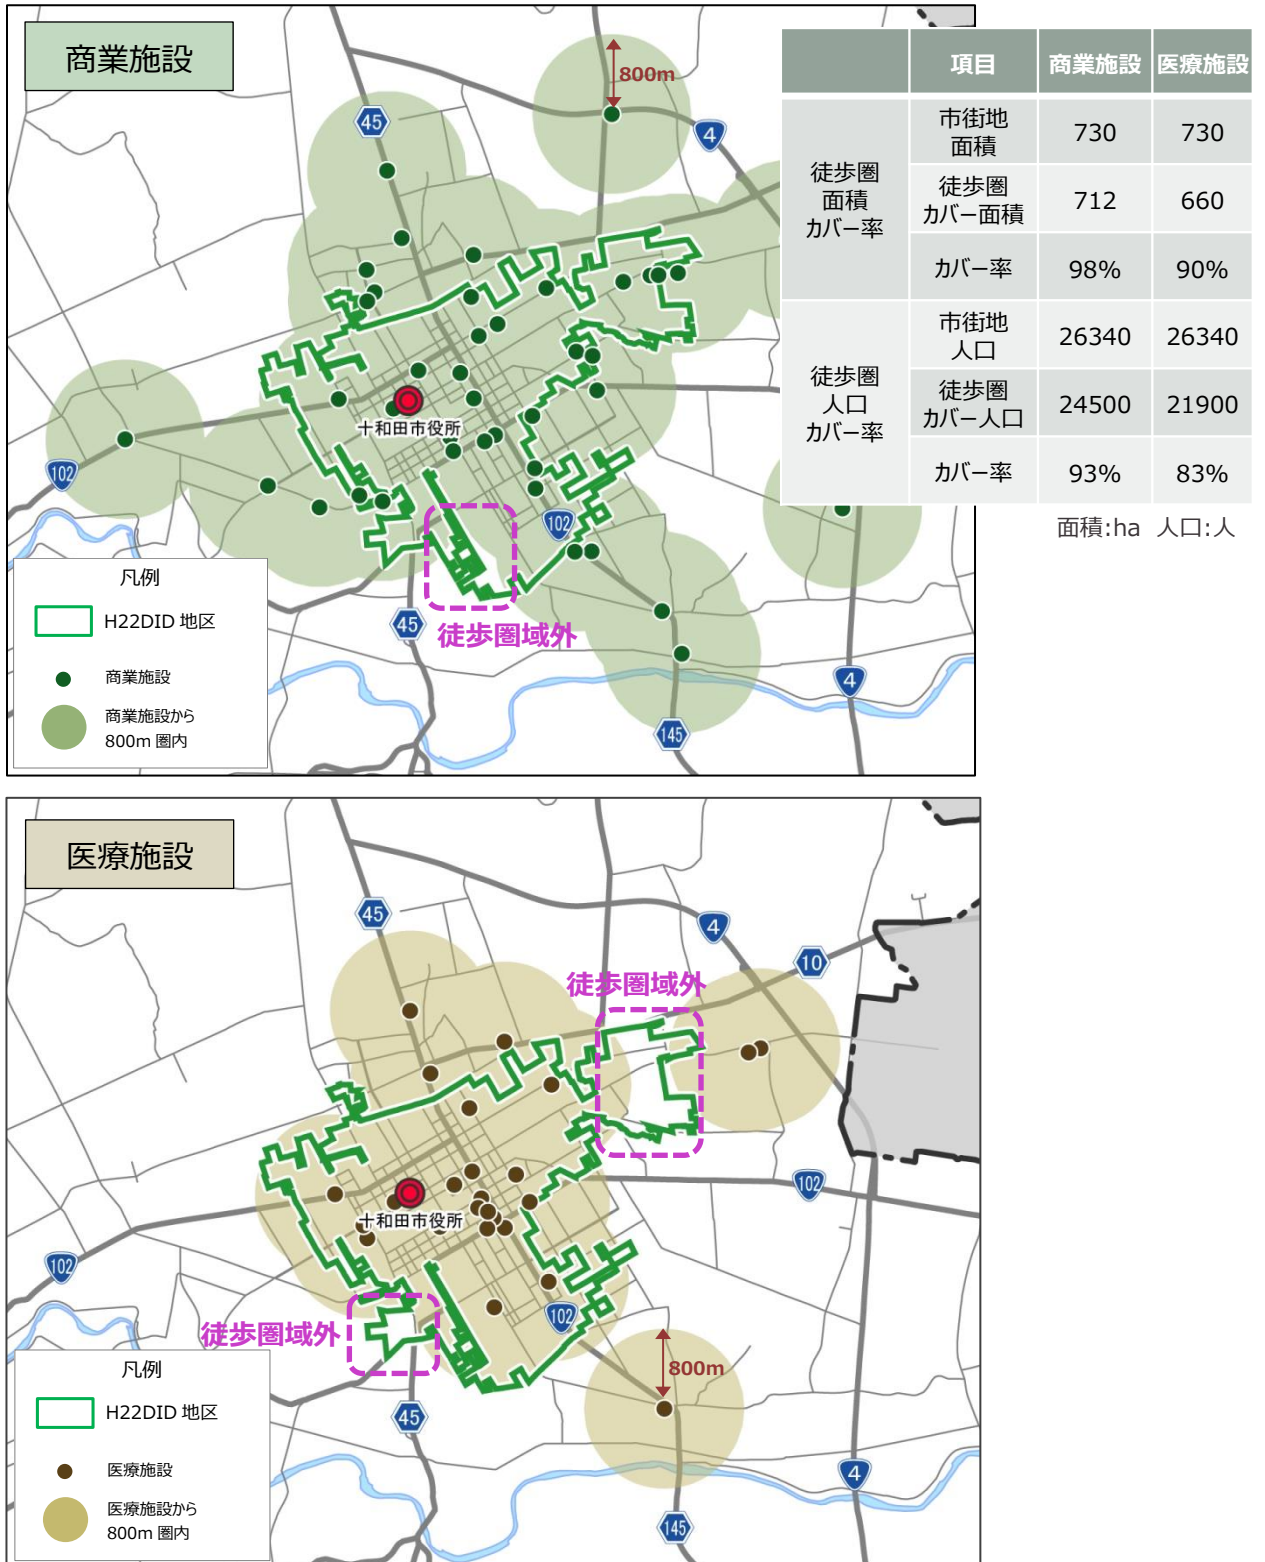 商業施設
800m
45
4
102
十和田市役所
102
徒歩圏域外
45
4
145
凡例
H22DID 地区
商業施設
商業施設から
800m 圏内
項目 商業施設 医療施設
徒歩圏
面積
カバー率
市街地
面積
730 730
徒歩圏
カバー面積
712 660
カバー率 98% 90%
徒歩圏
人口
カバー率
市街地
人口
26340 26340
徒歩圏
カバー人口
24500 21900
カバー率 93% 83%
面積:ha 人口:人
医療施設
45
4
10
徒歩圏域外
102
十和田市役所
102
102
徒歩圏域外
800m
45
4
145
凡例
H22DID 地区
医療施設
医療施設から
800m 圏内